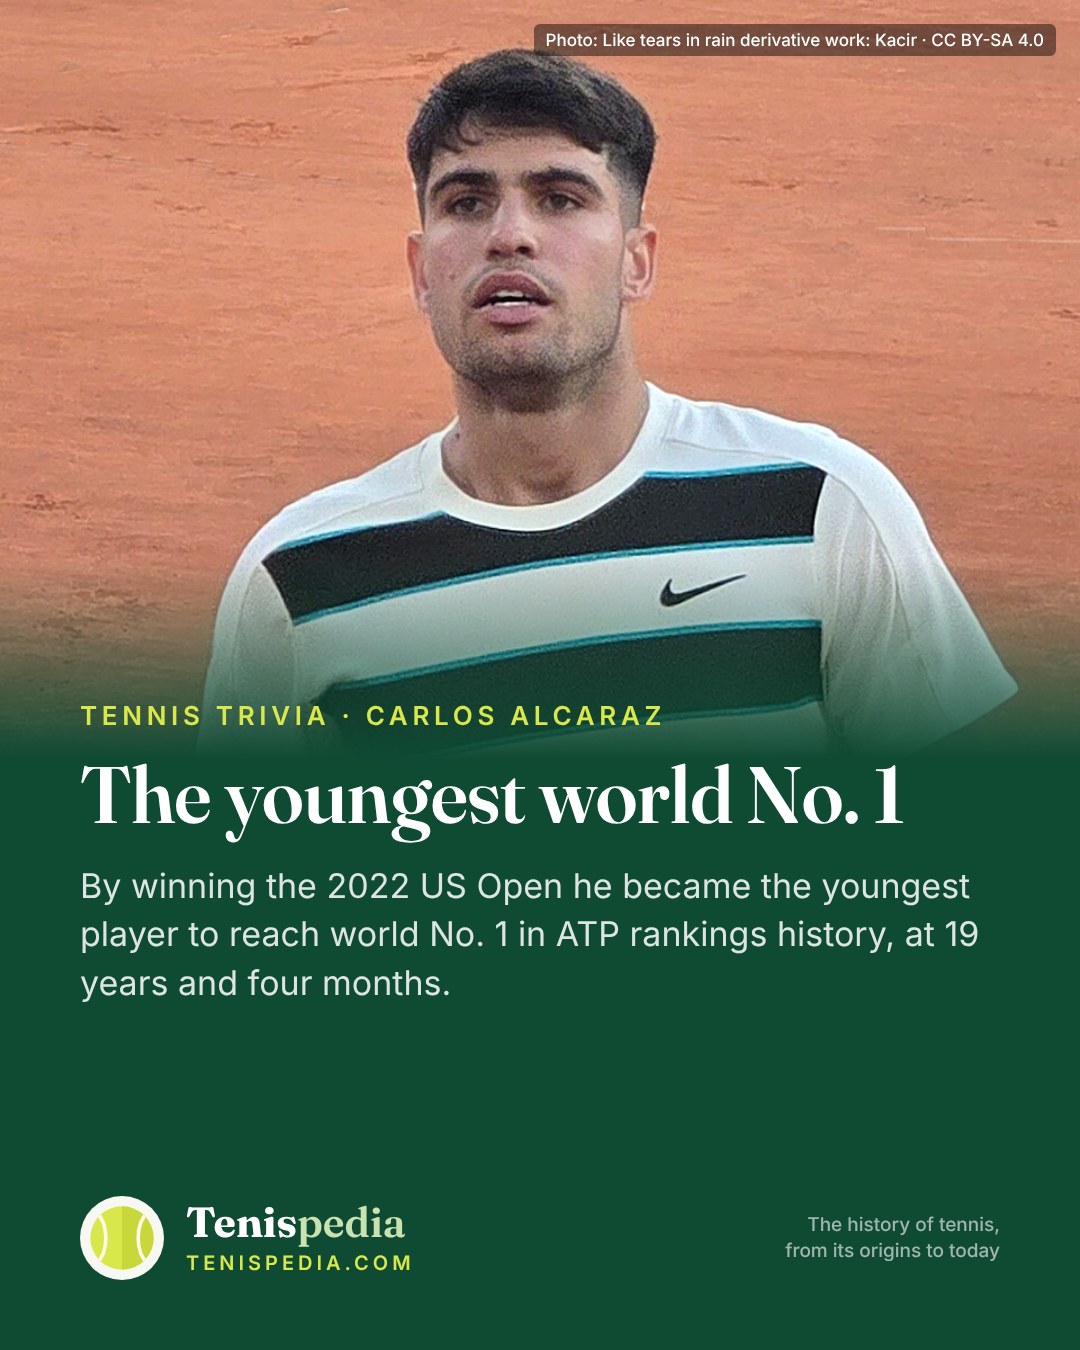 Photo: Like tears in rain derivative work: Kacir · CC BY-SA 4.0
TENNIS TRIVIA · CARLOS ALCARAZ
The youngest world No. 1
By winning the 2022 US Open he became the youngest
player to reach world No. 1 in ATP rankings history, at 19
years and four months.
Tenispedia
TENISPEDIA.COM
The history of tennis,
from its origins to today